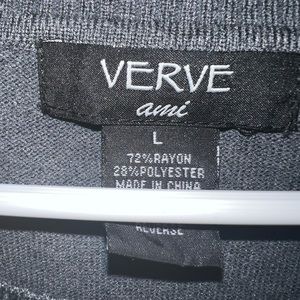 VERVE
ami
L
72%RAYON
28%POLYESTER
MADE IN CHINA
REVERSE